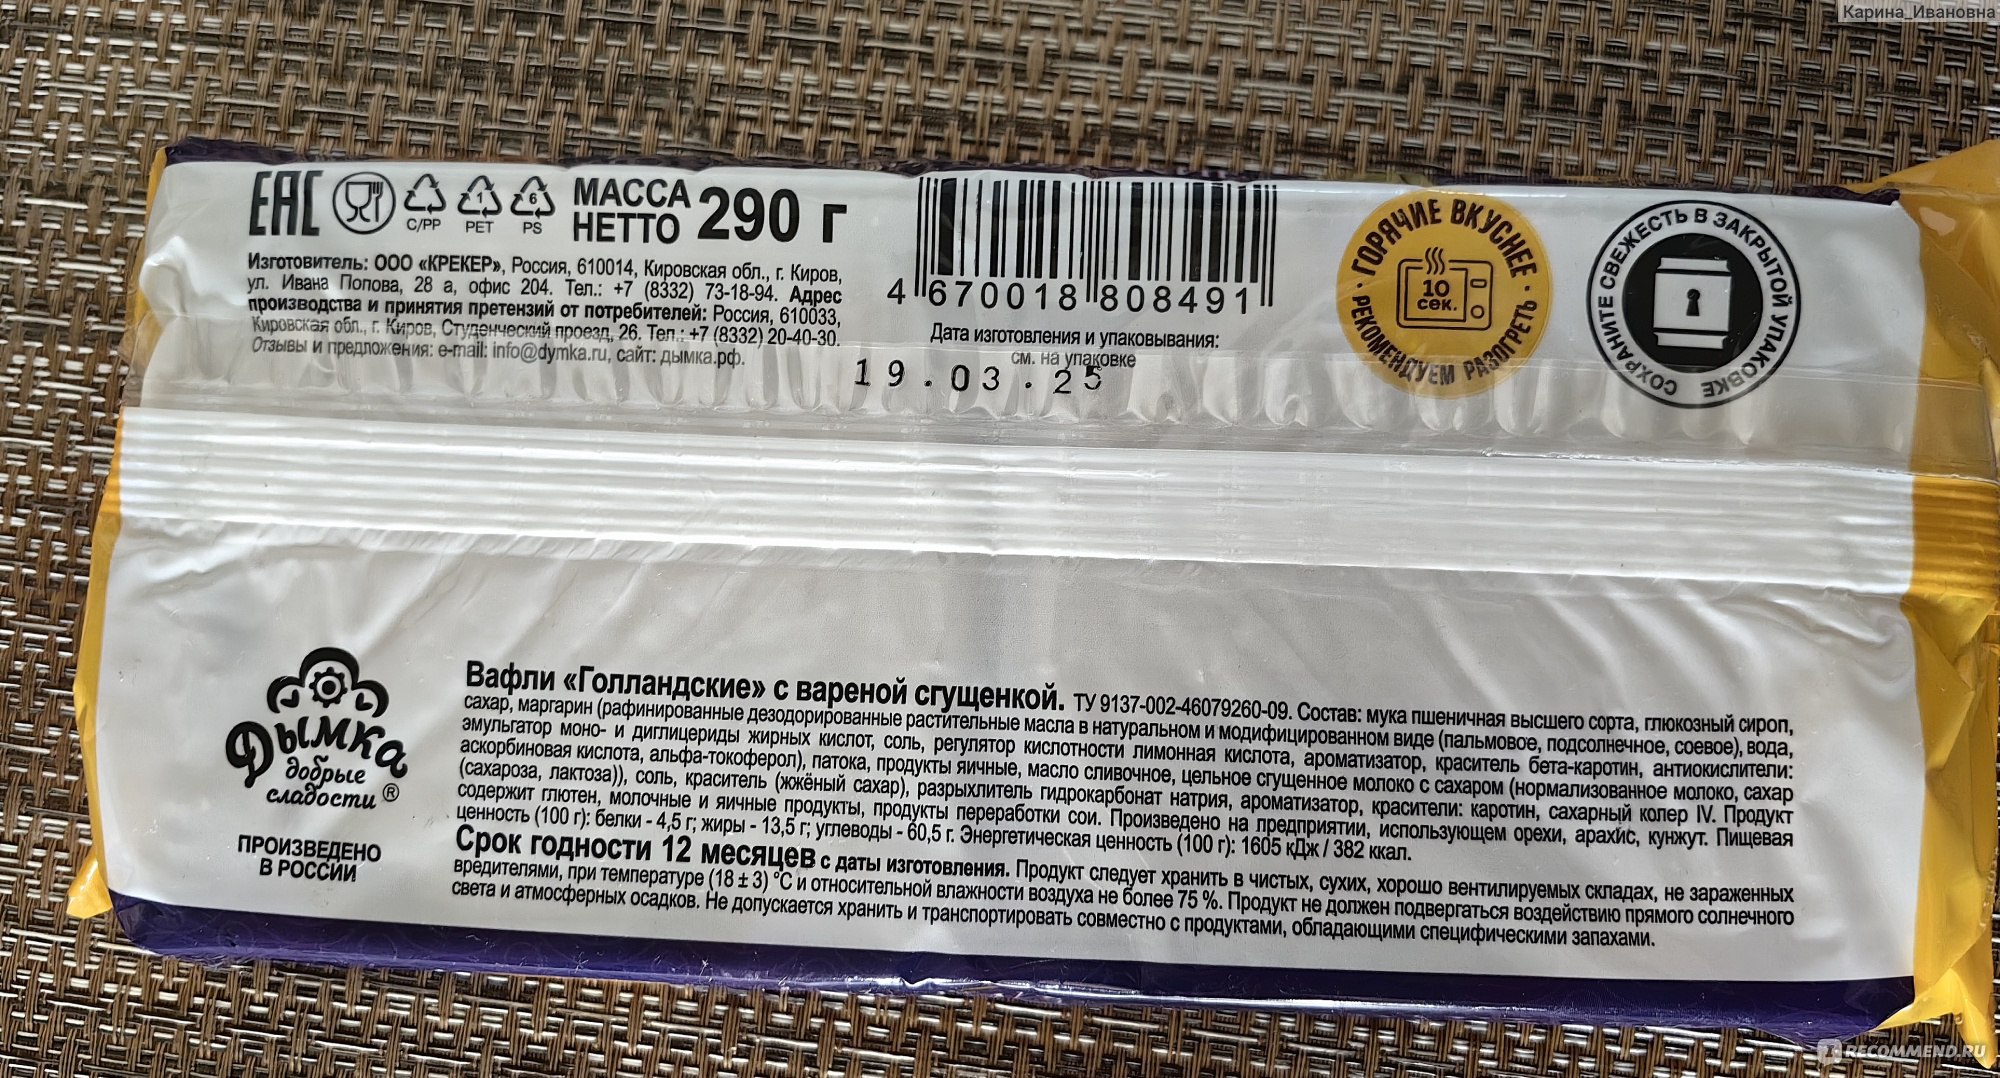 Карина_Ивановна
EAC
C/PP
1
PET
6
PS
МАССА
НЕТТО 290 г
Изготовитель: ООО «КРЕКЕР», Россия, 610014, Кировская обл., г. Киров,
ул. Ивана Попова, 28 а, офис 204. Тел.: +7 (8332) 73-18-94. Адрес
производства и принятия претензий от потребителей: Россия, 610033,
Кировская обл., г. Киров, Студенческий проезд, 26. Тел.: +7 (8332) 20-40-30.
Отзывы и предложения: e-mail: info@dymka.ru, сайт: дымка.рф.
4 670018 808491
Дата изготовления и упаковывания:
см. на упаковке
19.03.25
ГОРЯЧИЕ ВКУСНЕЕ
10
сек.
РЕКОМЕНДУЕМ РАЗОГРЕТЬ
СОХРАНИТЕ СВЕЖЕСТЬ В ЗАКРЫТОЙ УПАКОВКЕ
Дымка
добрые
сладости ®
ПРОИЗВЕДЕНО
В РОССИИ
Вафли «Голландские» с вареной сгущенкой. ТУ 9137-002-46079260-09. Состав: мука пшеничная высшего сорта, глюкозный сироп,
сахар, маргарин (рафинированные дезодорированные растительные масла в натуральном и модифицированном виде (пальмовое, подсолнечное, соевое), вода,
эмульгатор моно- и диглицериды жирных кислот, соль, регулятор кислотности лимонная кислота, ароматизатор, краситель бета-каротин, антиокислители:
аскорбиновая кислота, альфа-токоферол), патока, продукты яичные, масло сливочное, цельное сгущенное молоко с сахаром (нормализованное молоко, сахар
(сахароза, лактоза)), соль, краситель (жжёный сахар), разрыхлитель гидрокарбонат натрия, ароматизатор, красители: каротин, сахарный колер IV. Продукт
содержит глютен, молочные и яичные продукты, продукты переработки сои. Произведено на предприятии, использующем орехи, арахис, кунжут. Пищевая
ценность (100 г): белки - 4,5 г; жиры - 13,5 г; углеводы - 60,5 г. Энергетическая ценность (100 г): 1605 кДж / 382 ккал.
Срок годности 12 месяцев с даты изготовления. Продукт следует хранить в чистых, сухих, хорошо вентилируемых складах, не зараженных
вредителями, при температуре (18 ± 3) °С и относительной влажности воздуха не более 75 %. Продукт не должен подвергаться воздействию прямого солнечного
света и атмосферных осадков. Не допускается хранить и транспортировать совместно с продуктами, обладающими специфическими запахами.
RECOMMEND.RU